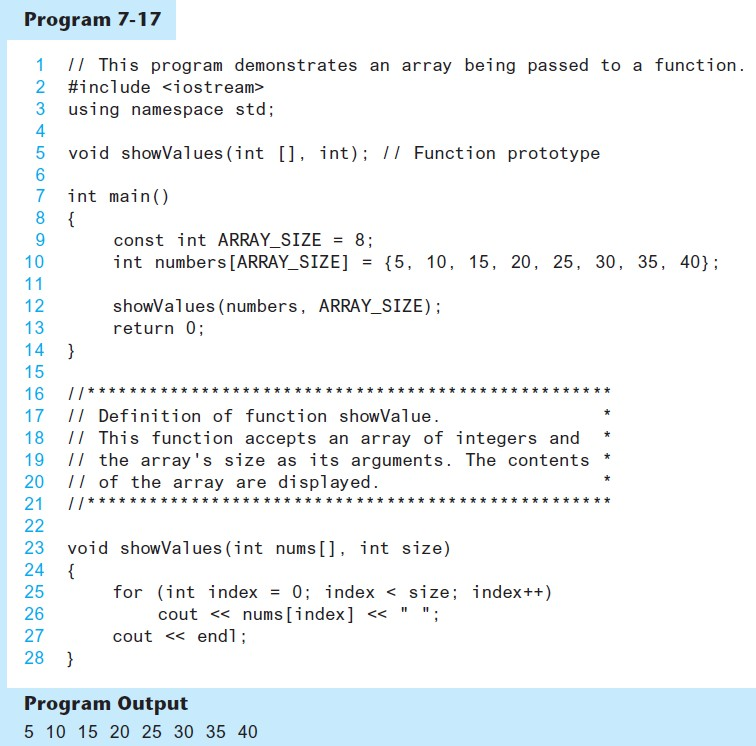 Program 7-17
1 // This program demonstrates an array being passed to a function.
2 #include <iostream>
3 using namespace std;
4
5 void showValues(int [], int); // Function prototype
6
7 int main()
8 {
9 const int ARRAY_SIZE = 8;
10 int numbers[ARRAY_SIZE] = {5, 10, 15, 20, 25, 30, 35, 40};
11
12 showValues(numbers, ARRAY_SIZE);
13 return 0;
14 }
15
16 //***************************************************
17 // Definition of function showValue. *
18 // This function accepts an array of integers and *
19 // the array's size as its arguments. The contents *
20 // of the array are displayed. *
21 //***************************************************
22
23 void showValues(int nums[], int size)
24 {
25 for (int index = 0; index < size; index++)
26 cout << nums[index] << " ";
27 cout << endl;
28 }
Program Output
5 10 15 20 25 30 35 40